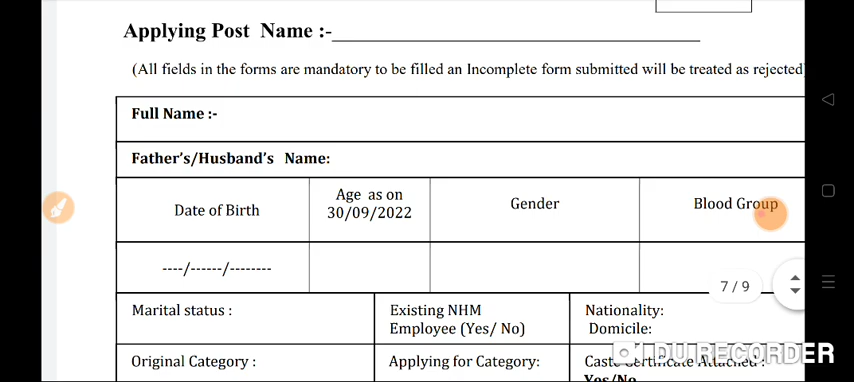 Applying Post Name :-
(All fields in the forms are mandatory to be filled an Incomplete form submitted will be treated as rejected
Full Name :-
Father's/Husband's Name:
Date of Birth
Age as on
30/09/2022
Gender
Blood Group
----/------/--------
7 / 9
Marital status :
Existing NHM
Employee (Yes/ No)
Nationality:
Domicile:
Original Category :
Applying for Category:
Caste Certificate Attached :
Yes/No
DU RECORDER